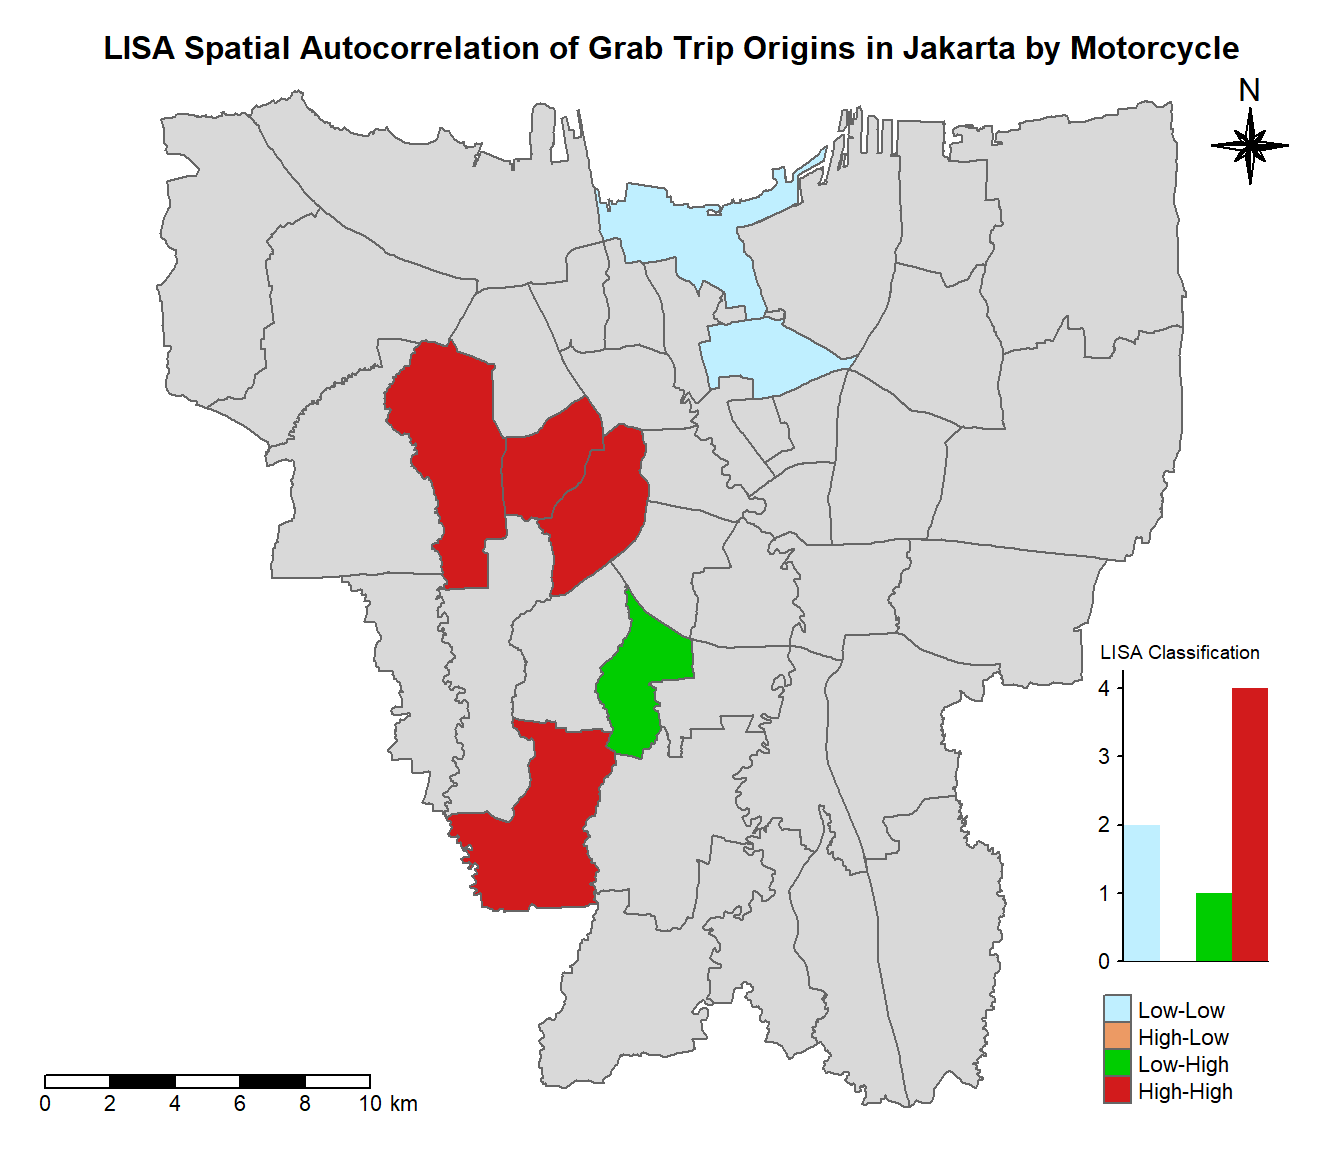 LISA Spatial Autocorrelation of Grab Trip Origins in Jakarta by Motorcycle
N
LISA Classification
4
3
2
1
0
Low-Low
High-Low
Low-High
High-High
0 2 4 6 8 10 km